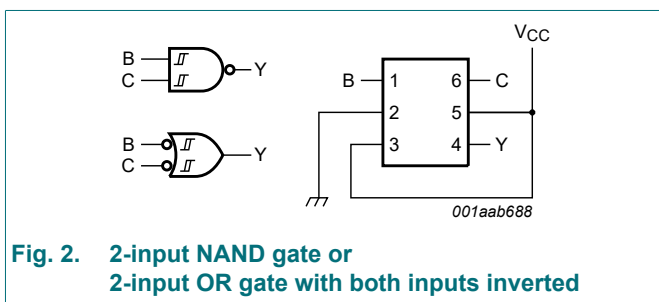 B
C
Y
B
C
Y
VCC
B 1 6 C
2 5
3 4 Y
001aab688
Fig. 2. 2-input NAND gate or
2-input OR gate with both inputs inverted